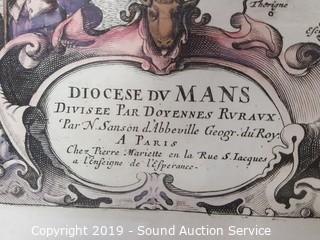 Thorigne
DIOCESE DV MANS
DIVISEE PAR DOYENNES RVRAVX.
Par N. Sanson d'Abbeville Geogr. du Roy.
A PARIS
Chez Pierre Mariette en la Rue S. Iacques
a l'Enseigne de l'Esperance.
Copyright 2019 - Sound Auction Service